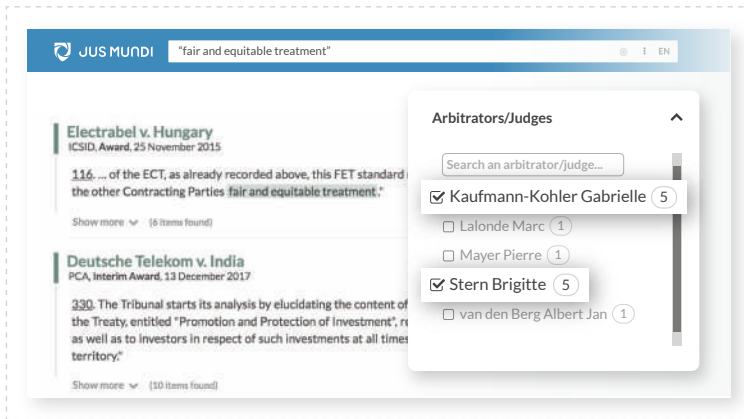 JUS MUNDI
"fair and equitable treatment"
EN
Electrabel v. Hungary
ICSID, Award, 25 November 2015
116. ... of the ECT, as already recorded above, this FET standard
the other Contracting Parties fair and equitable treatment."
Show more (6 items found)
Deutsche Telekom v. India
PCA, Interim Award, 13 December 2017
330. The Tribunal starts its analysis by elucidating the content of
the Treaty, entitled "Promotion and Protection of Investment",
as well as to investors in respect of such investments at all times
territory."
Show more (10 items found)
Arbitrators/Judges
Search an arbitrator/judge...
Kaufmann-Kohler Gabrielle 5
Lalonde Marc 1
Mayer Pierre 1
Stern Brigitte 5
van den Berg Albert Jan 1